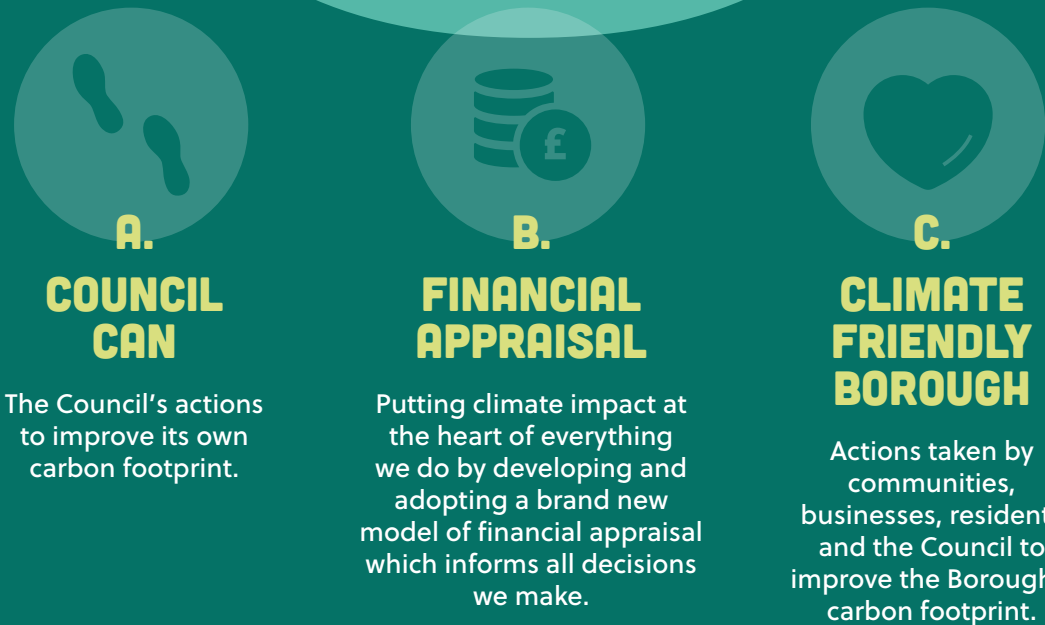 £
A.
COUNCIL
CAN
The Council's actions
to improve its own
carbon footprint.
B.
FINANCIAL
APPRAISAL
Putting climate impact at
the heart of everything
we do by developing and
adopting a brand new
model of financial appraisal
which informs all decisions
we make.
C.
CLIMATE
FRIENDLY
BOROUGH
Actions taken by
communities,
businesses, resident
and the Council to
improve the Borough
carbon footprint.